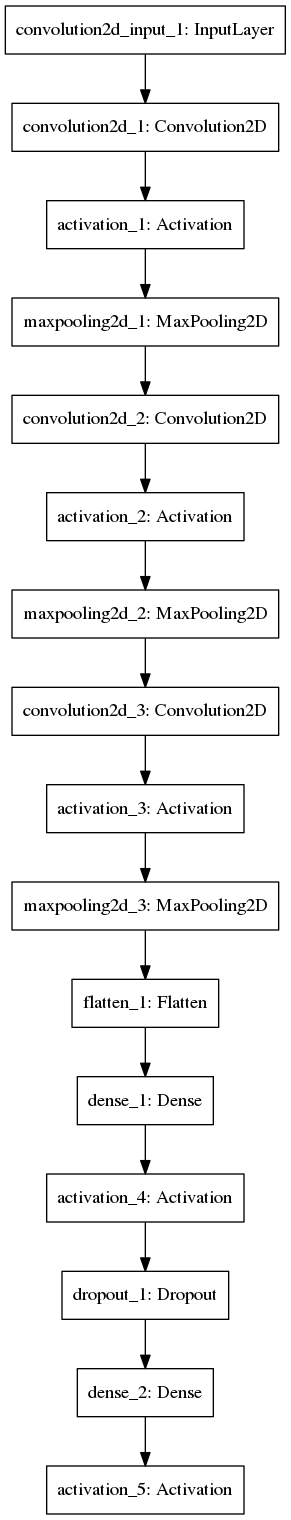 convolution2d_input_1: InputLayer
convolution2d_1: Convolution2D
activation_1: Activation
maxpooling2d_1: MaxPooling2D
convolution2d_2: Convolution2D
activation_2: Activation
maxpooling2d_2: MaxPooling2D
convolution2d_3: Convolution2D
activation_3: Activation
maxpooling2d_3: MaxPooling2D
flatten_1: Flatten
dense_1: Dense
activation_4: Activation
dropout_1: Dropout
dense_2: Dense
activation_5: Activation